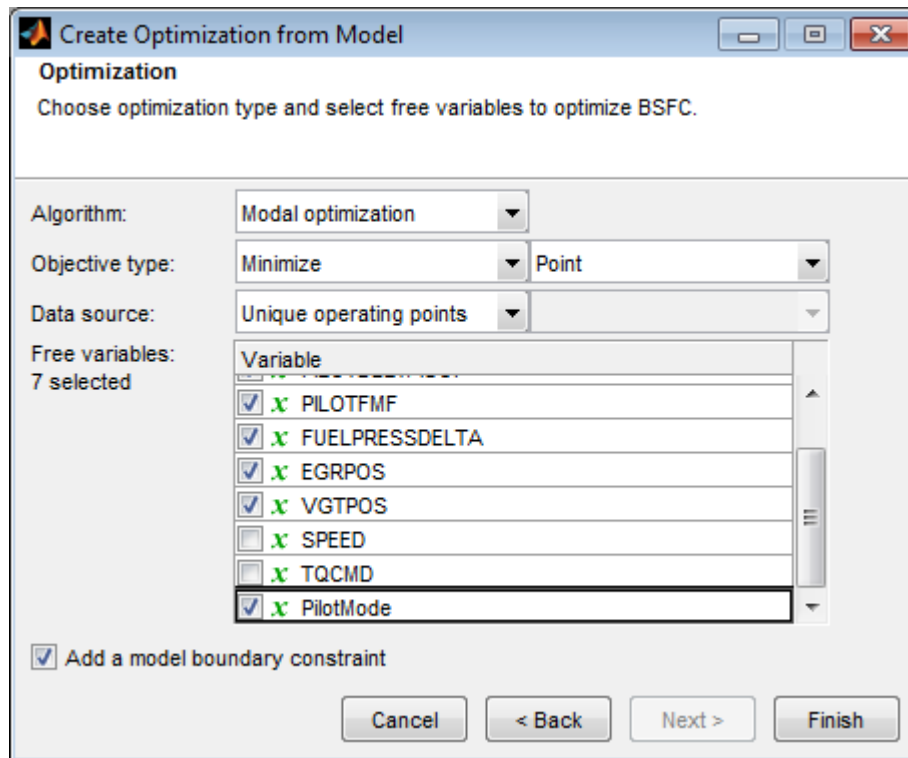 Create Optimization from Model
Optimization
Choose optimization type and select free variables to optimize BSFC.
Algorithm: Modal optimization
Objective type: Minimize Point
Data source: Unique operating points
Free variables: Variable
7 selected
x PILOTFMF
x FUELPRESSDELTA
x EGRPOS
x VGTPOS
x SPEED
x TQCMD
x PilotMode
Add a model boundary constraint
Cancel < Back Next > Finish